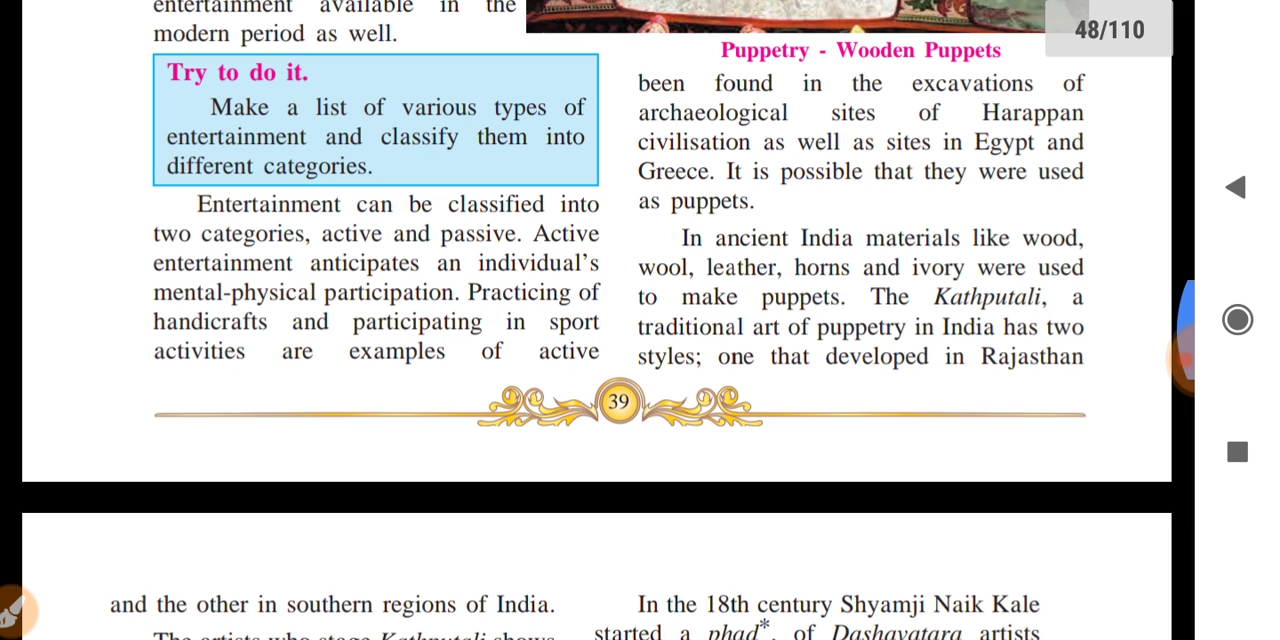 entertainment available in the
modern period as well.
Try to do it.
Make a list of various types of
entertainment and classify them into
different categories.
Entertainment can be classified into
two categories, active and passive. Active
entertainment anticipates an individual's
mental-physical participation. Practicing of
handicrafts and participating in sport
activities are examples of active
48/110
Puppetry - Wooden Puppets
been found in the excavations of
archaeological sites of Harappan
civilisation as well as sites in Egypt and
Greece. It is possible that they were used
as puppets.
In ancient India materials like wood,
wool, leather, horns and ivory were used
to make puppets. The Kathputali, a
traditional art of puppetry in India has two
styles; one that developed in Rajasthan
39
and the other in southern regions of India.
The artists who stage Kathputali shows
In the 18th century Shyamji Naik Kale
started a phad*, of Dashavatara artists